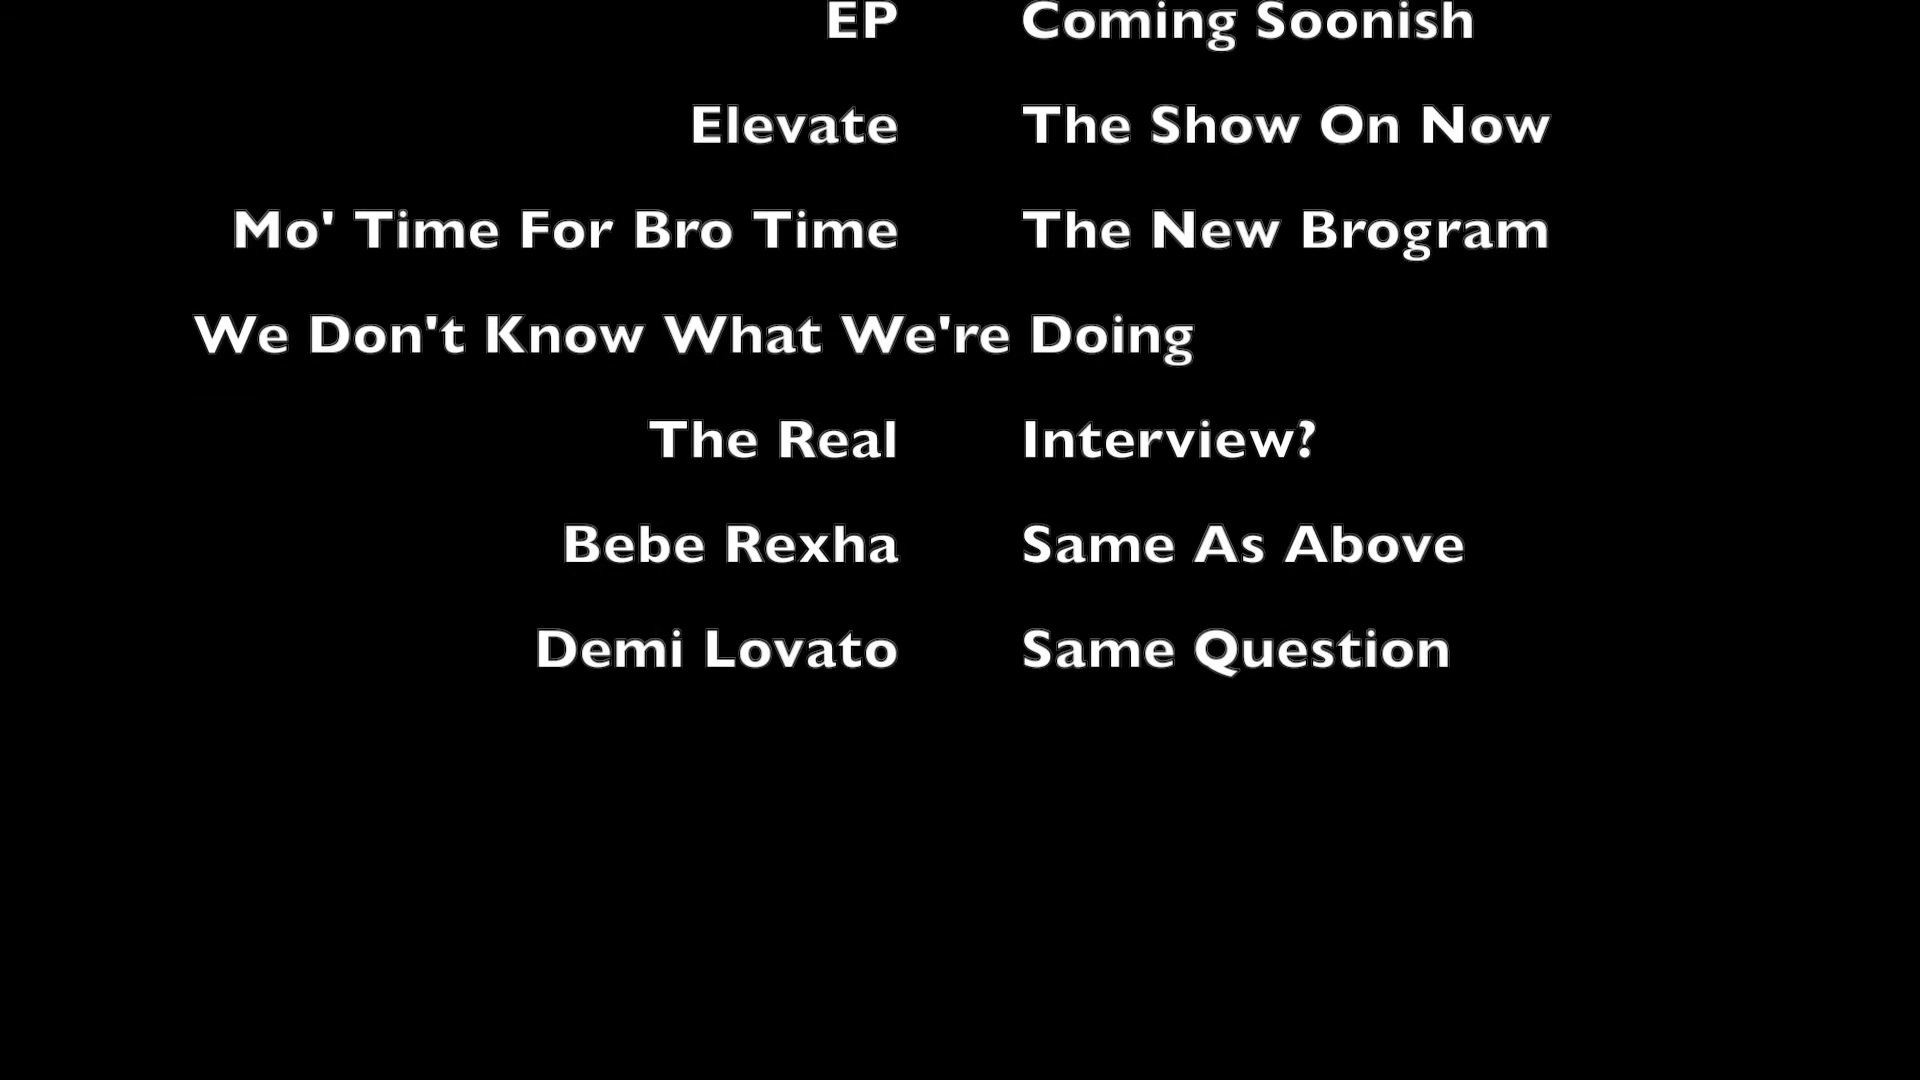 EP Coming Soonish
Elevate The Show On Now
Mo' Time For Bro Time The New Brogram
We Don't Know What We're Doing
The Real Interview?
Bebe Rexha Same As Above
Demi Lovato Same Question